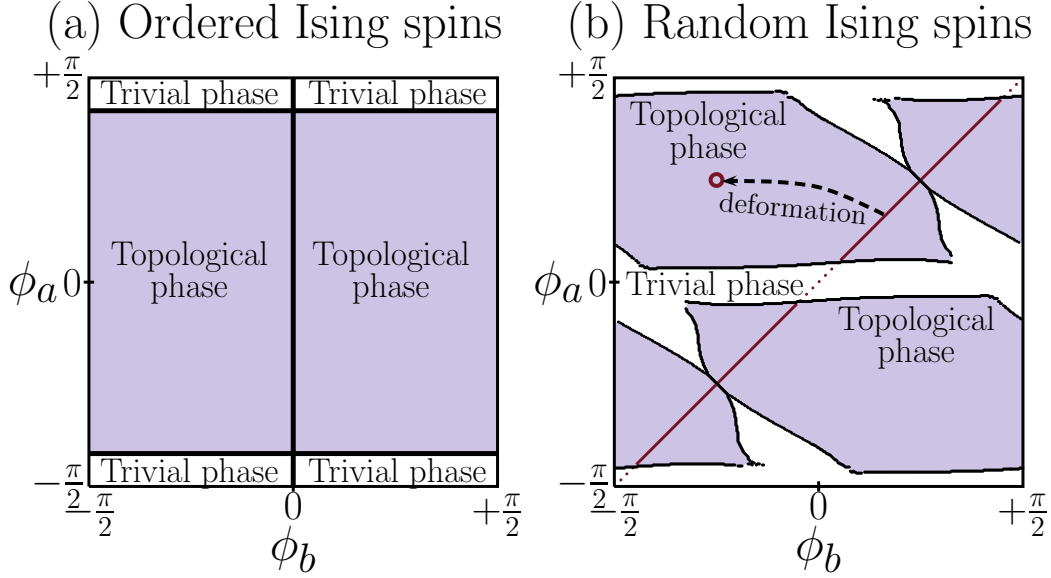 (a) Ordered Ising spins
+π/2
Trivial phase
Trivial phase
Topological
phase
Topological
phase
ϕa
0
Trivial phase
Trivial phase
−π/2
−π/2
0
+π/2
ϕb
(b) Random Ising spins
+π/2
Topological
phase
deformation
ϕa
0
Trivial phase
Topological
phase
−π/2
−π/2
0
+π/2
ϕb